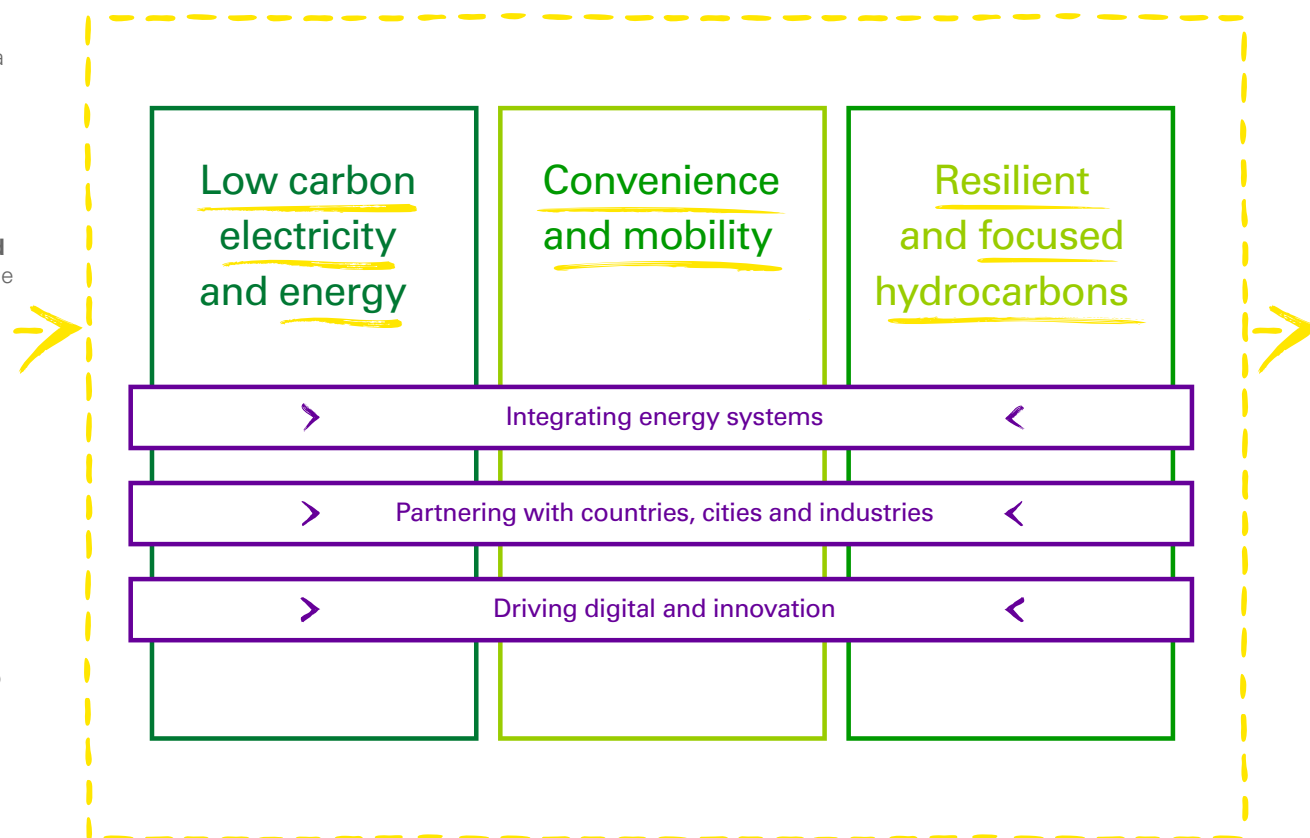 Low carbon
electricity
and energy
Convenience
and mobility
Resilient
and focused
hydrocarbons
Integrating energy systems
Partnering with countries, cities and industries
Driving digital and innovation